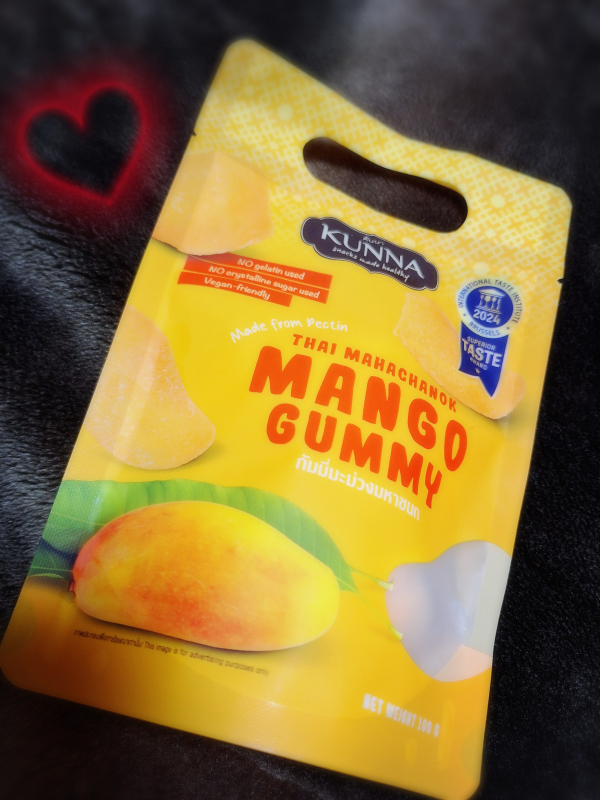 KUNNA
snacks made healthy
NO gelatin used
NO crystalline sugar used
Vegan-friendly
INTERNATIONAL TASTE INSTITUTE
2024
BRUSSELS
SUPERIOR
TASTE
AWARD
Made from Pectin
THAI MAHACHANOK
MANGO
GUMMY
กัมมี่มะม่วงมหาชนก
This image is for advertising purposes only
NET WEIGHT 100 G